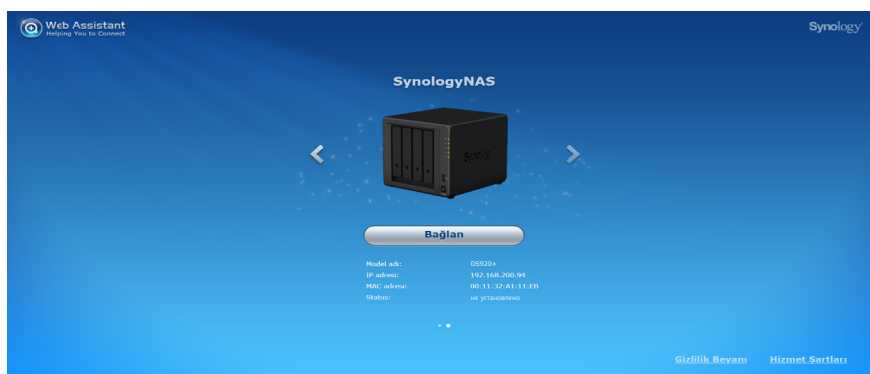 Web Assistant
Helping You to Connect
Synology
SynologyNAS
Synology
Bağlan
Model adı: DS920+
IP adresi: 192.168.200.94
MAC adresi: 00:11:32:A1:11:EB
Status: не установлено
Gizlilik Beyanı Hizmet Şartları